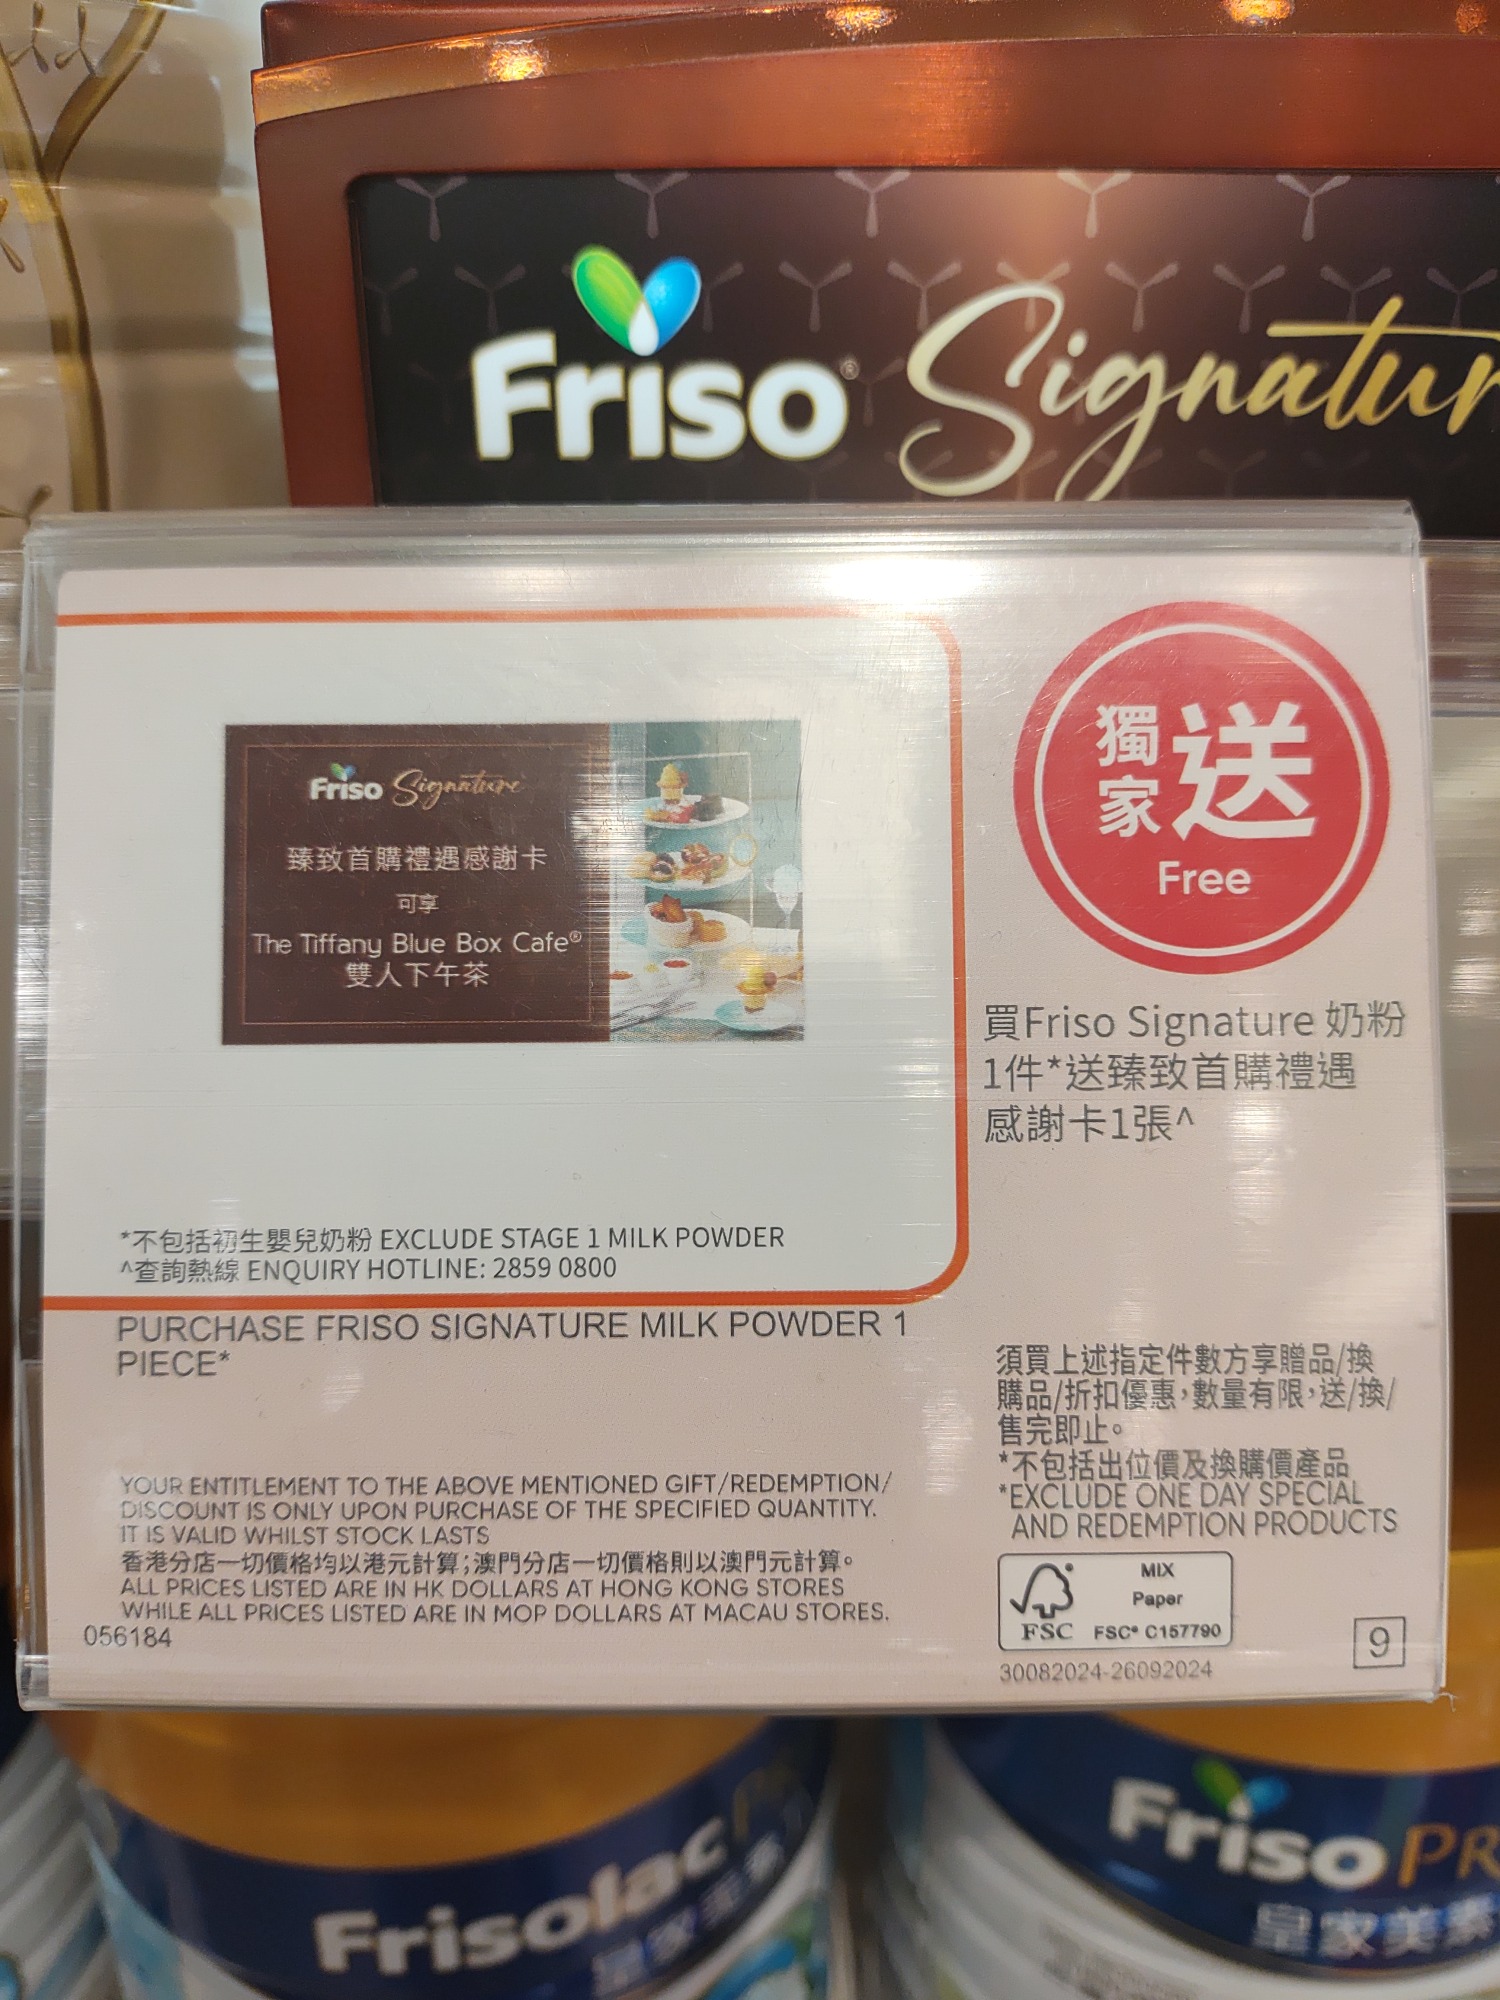 Friso® Signatur
獨家送
Free
Friso Signature
臻致首購禮遇感謝卡
可享
The Tiffany Blue Box Cafe®
雙人下午茶
買Friso Signature 奶粉
1件*送臻致首購禮遇
感謝卡1張^
*不包括初生嬰兒奶粉 EXCLUDE STAGE 1 MILK POWDER
^查詢熱線 ENQUIRY HOTLINE: 2859 0800
PURCHASE FRISO SIGNATURE MILK POWDER 1
PIECE*
須買上述指定件數方享贈品/換
購品/折扣優惠，數量有限，送/換/
售完即止。
*不包括出位價及換購價產品
*EXCLUDE ONE DAY SPECIAL
AND REDEMPTION PRODUCTS
YOUR ENTITLEMENT TO THE ABOVE MENTIONED GIFT/REDEMPTION/
DISCOUNT IS ONLY UPON PURCHASE OF THE SPECIFIED QUANTITY.
IT IS VALID WHILST STOCK LASTS
香港分店一切價格均以港元計算；澳門分店一切價格則以澳門元計算。
ALL PRICES LISTED ARE IN HK DOLLARS AT HONG KONG STORES
WHILE ALL PRICES LISTED ARE IN MOP DOLLARS AT MACAU STORES.
056184
MIX
Paper
FSC FSC® C157790
30082024-26092024
9
Frisolac
皇家美素
Friso PR
皇家美素